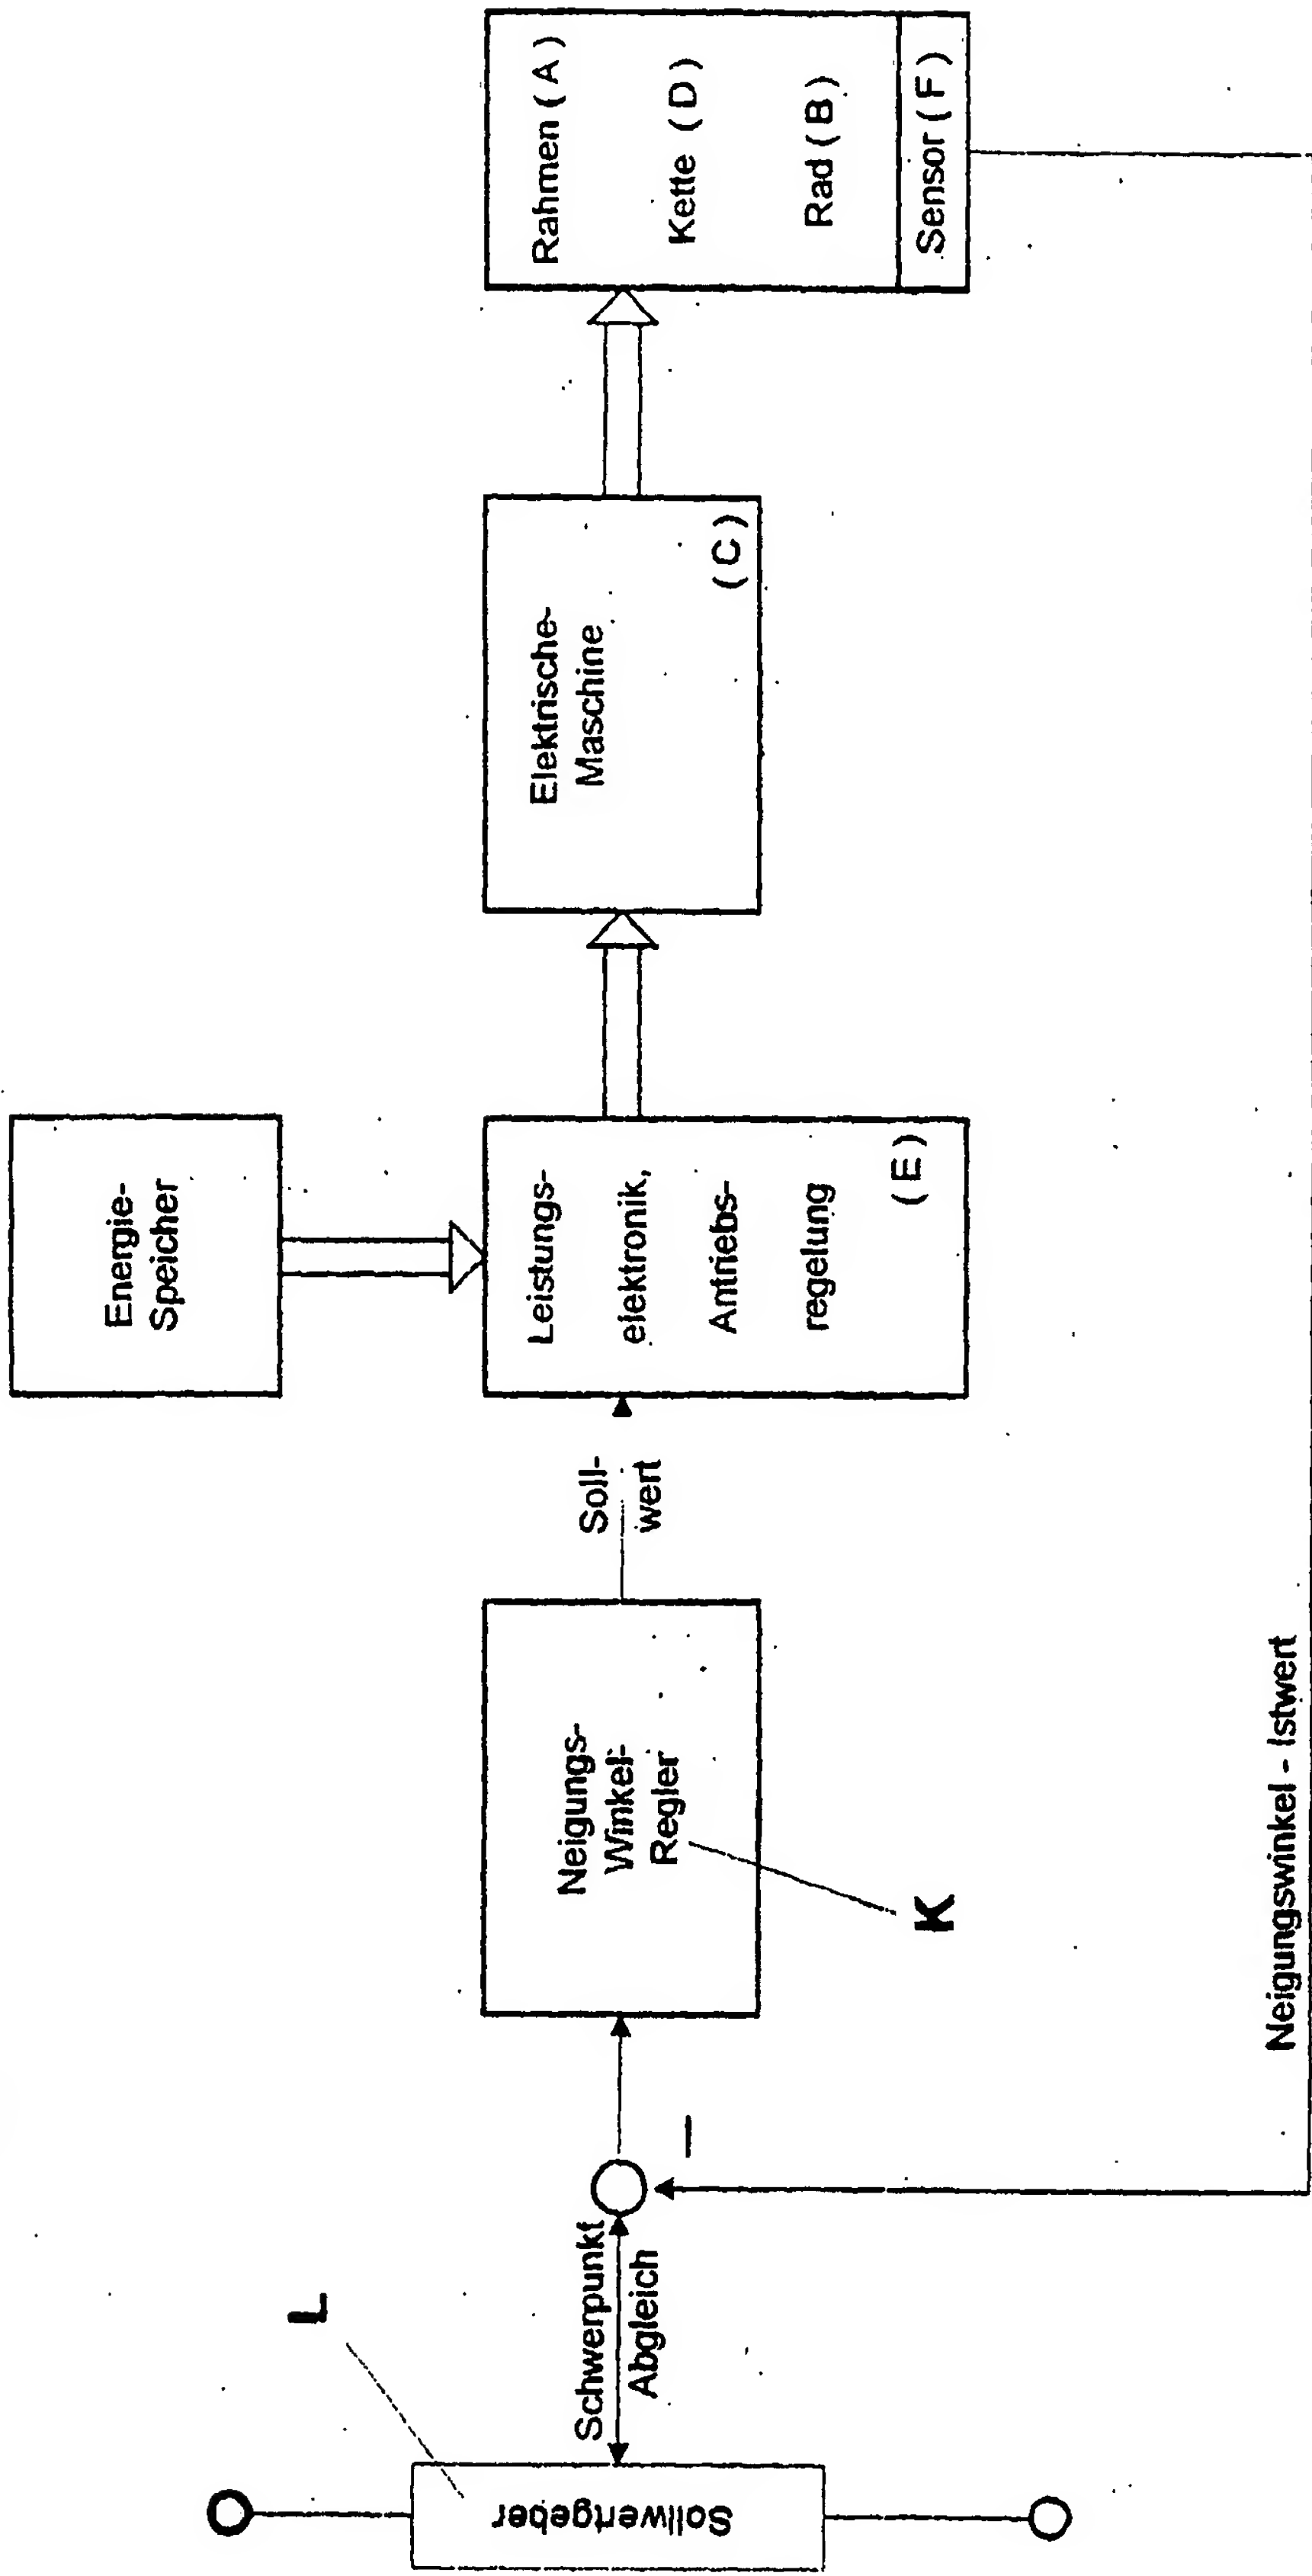 L
Sollwertgeber
Schwerpunkt
Abgleich
–
Neigungs-
Winkel-
Regler
K
Soll-
wert
Energie-
Speicher
Leistungs-
elektronik,
Antriebs-
regelung
( E )
Elektrische-
Maschine
( C )
Rahmen ( A )
Kette ( D )
Rad ( B )
Sensor ( F )
Neigungswinkel - Istwert